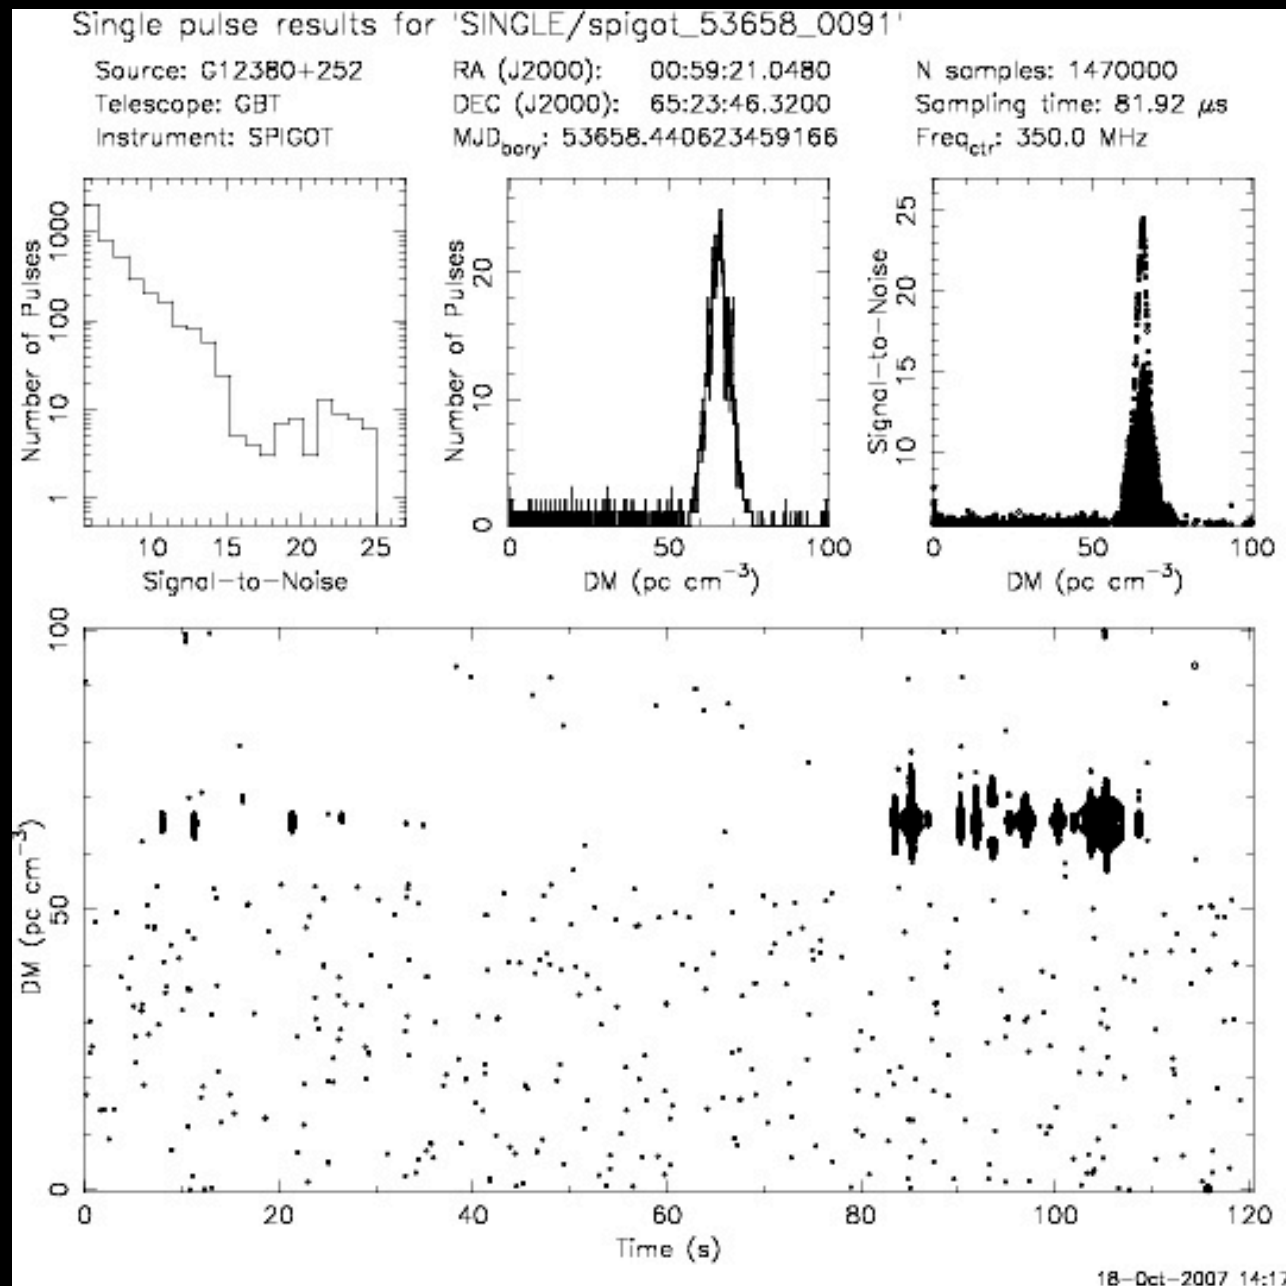 Single pulse results for 'SINGLE/spigot_53658_0091'
Source: G12380+252
RA (J2000): 00:59:21.0480
N samples: 1470000
Telescope: GBT
DEC (J2000): 65:23:46.3200
Sampling time: 81.92 μs
Instrument: SPIGOT
MJD_bary: 53658.440623459166
Freq_ctr: 350.0 MHz
Number of Pulses
1 10 100 1000
10 15 20 25
Signal-to-Noise
Number of Pulses
0 10 20
0 50 100
DM (pc cm⁻³)
Signal-to-Noise
10 15 20 25
0 50 100
DM (pc cm⁻³)
DM (pc cm⁻³)
0 50 100
0 20 40 60 80 100 120
Time (s)
18-Oct-2007 14:17